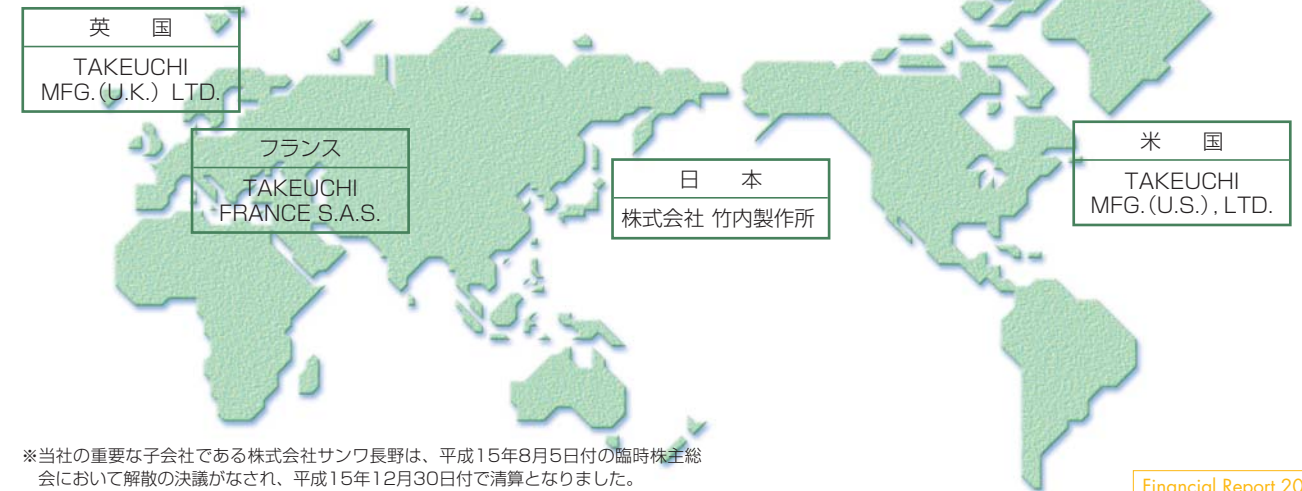 英 国
TAKEUCHI
MFG.(U.K.) LTD.
フランス
TAKEUCHI
FRANCE S.A.S.
日 本
株式会社 竹内製作所
米 国
TAKEUCHI
MFG.(U.S.), LTD.
※当社の重要な子会社である株式会社サンワ長野は、平成15年8月5日付の臨時株主総
会において解散の決議がなされ、平成15年12月30日付で清算となりました。
Financial Report 20